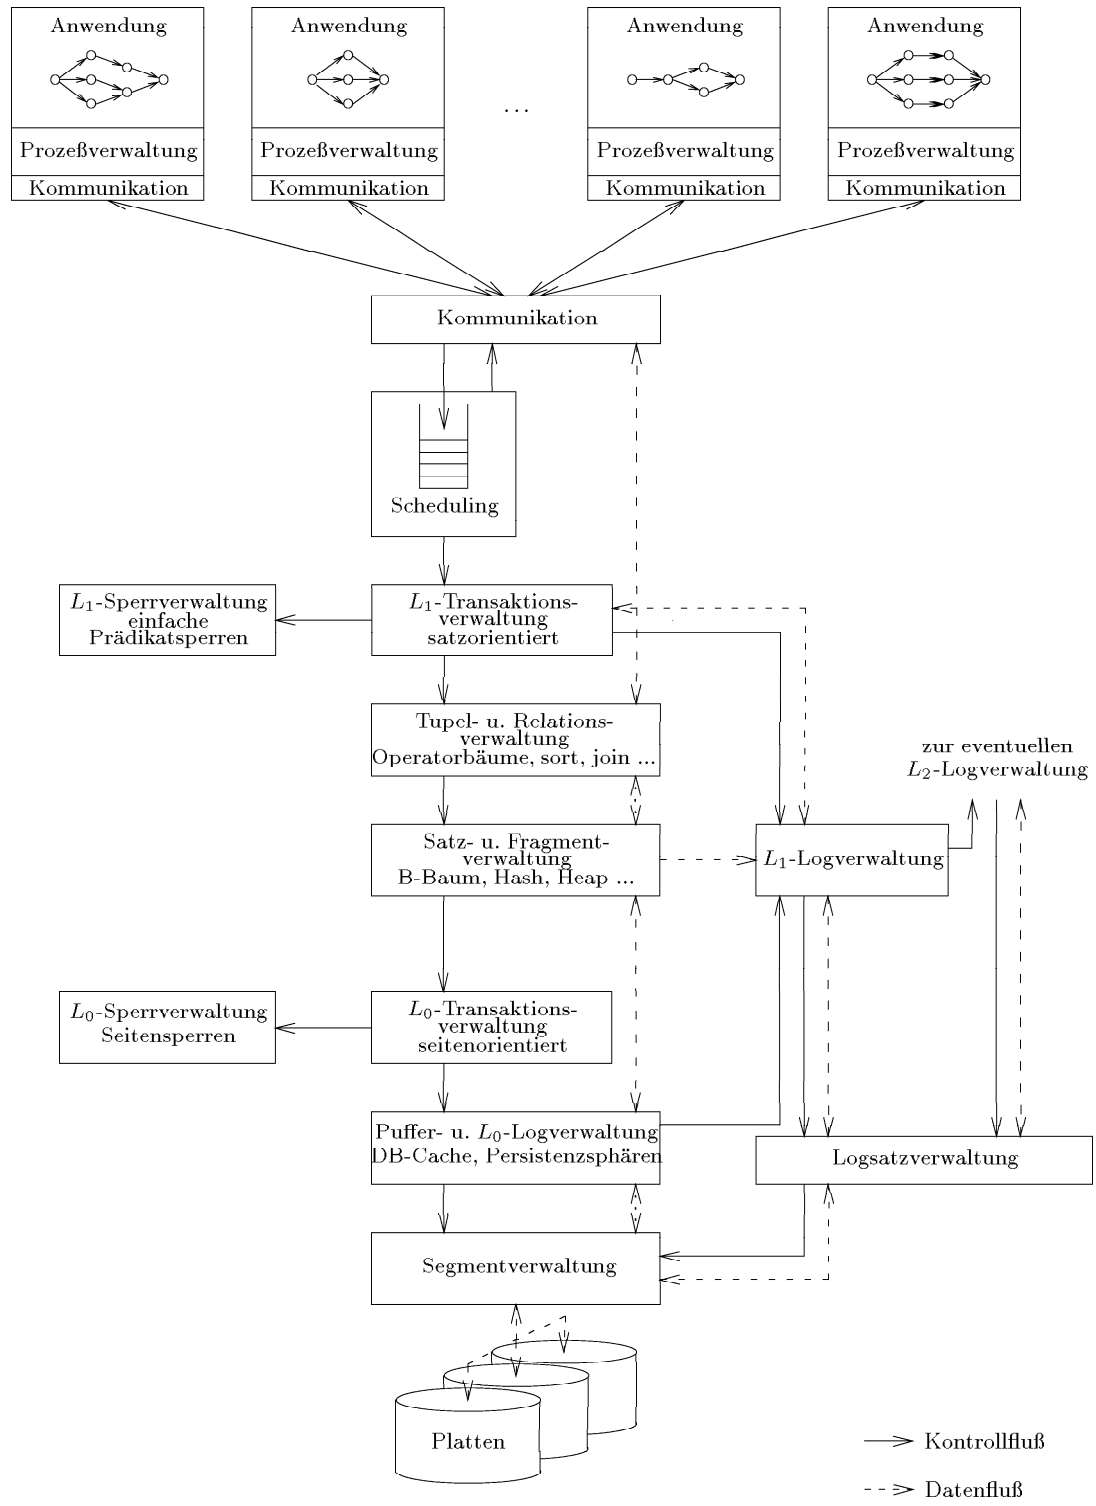 Anwendung
Prozeßverwaltung
Kommunikation
Anwendung
Prozeßverwaltung
Kommunikation
...
Anwendung
Prozeßverwaltung
Kommunikation
Anwendung
Prozeßverwaltung
Kommunikation
Kommunikation
Scheduling
L1-Sperrverwaltung
einfache
Prädikatsperren
L1-Transaktions-
verwaltung
satzorientiert
Tupel- u. Relations-
verwaltung
Operatorbäume, sort, join ...
zur eventuellen
L2-Logverwaltung
Satz- u. Fragment-
verwaltung
B-Baum, Hash, Heap ...
L1-Logverwaltung
L0-Sperrverwaltung
Seitensperren
L0-Transaktions-
verwaltung
seitenorientiert
Puffer- u. L0-Logverwaltung
DB-Cache, Persistenzsphären
Logsatzverwaltung
Segmentverwaltung
Platten
Kontrollfluß
Datenfluß